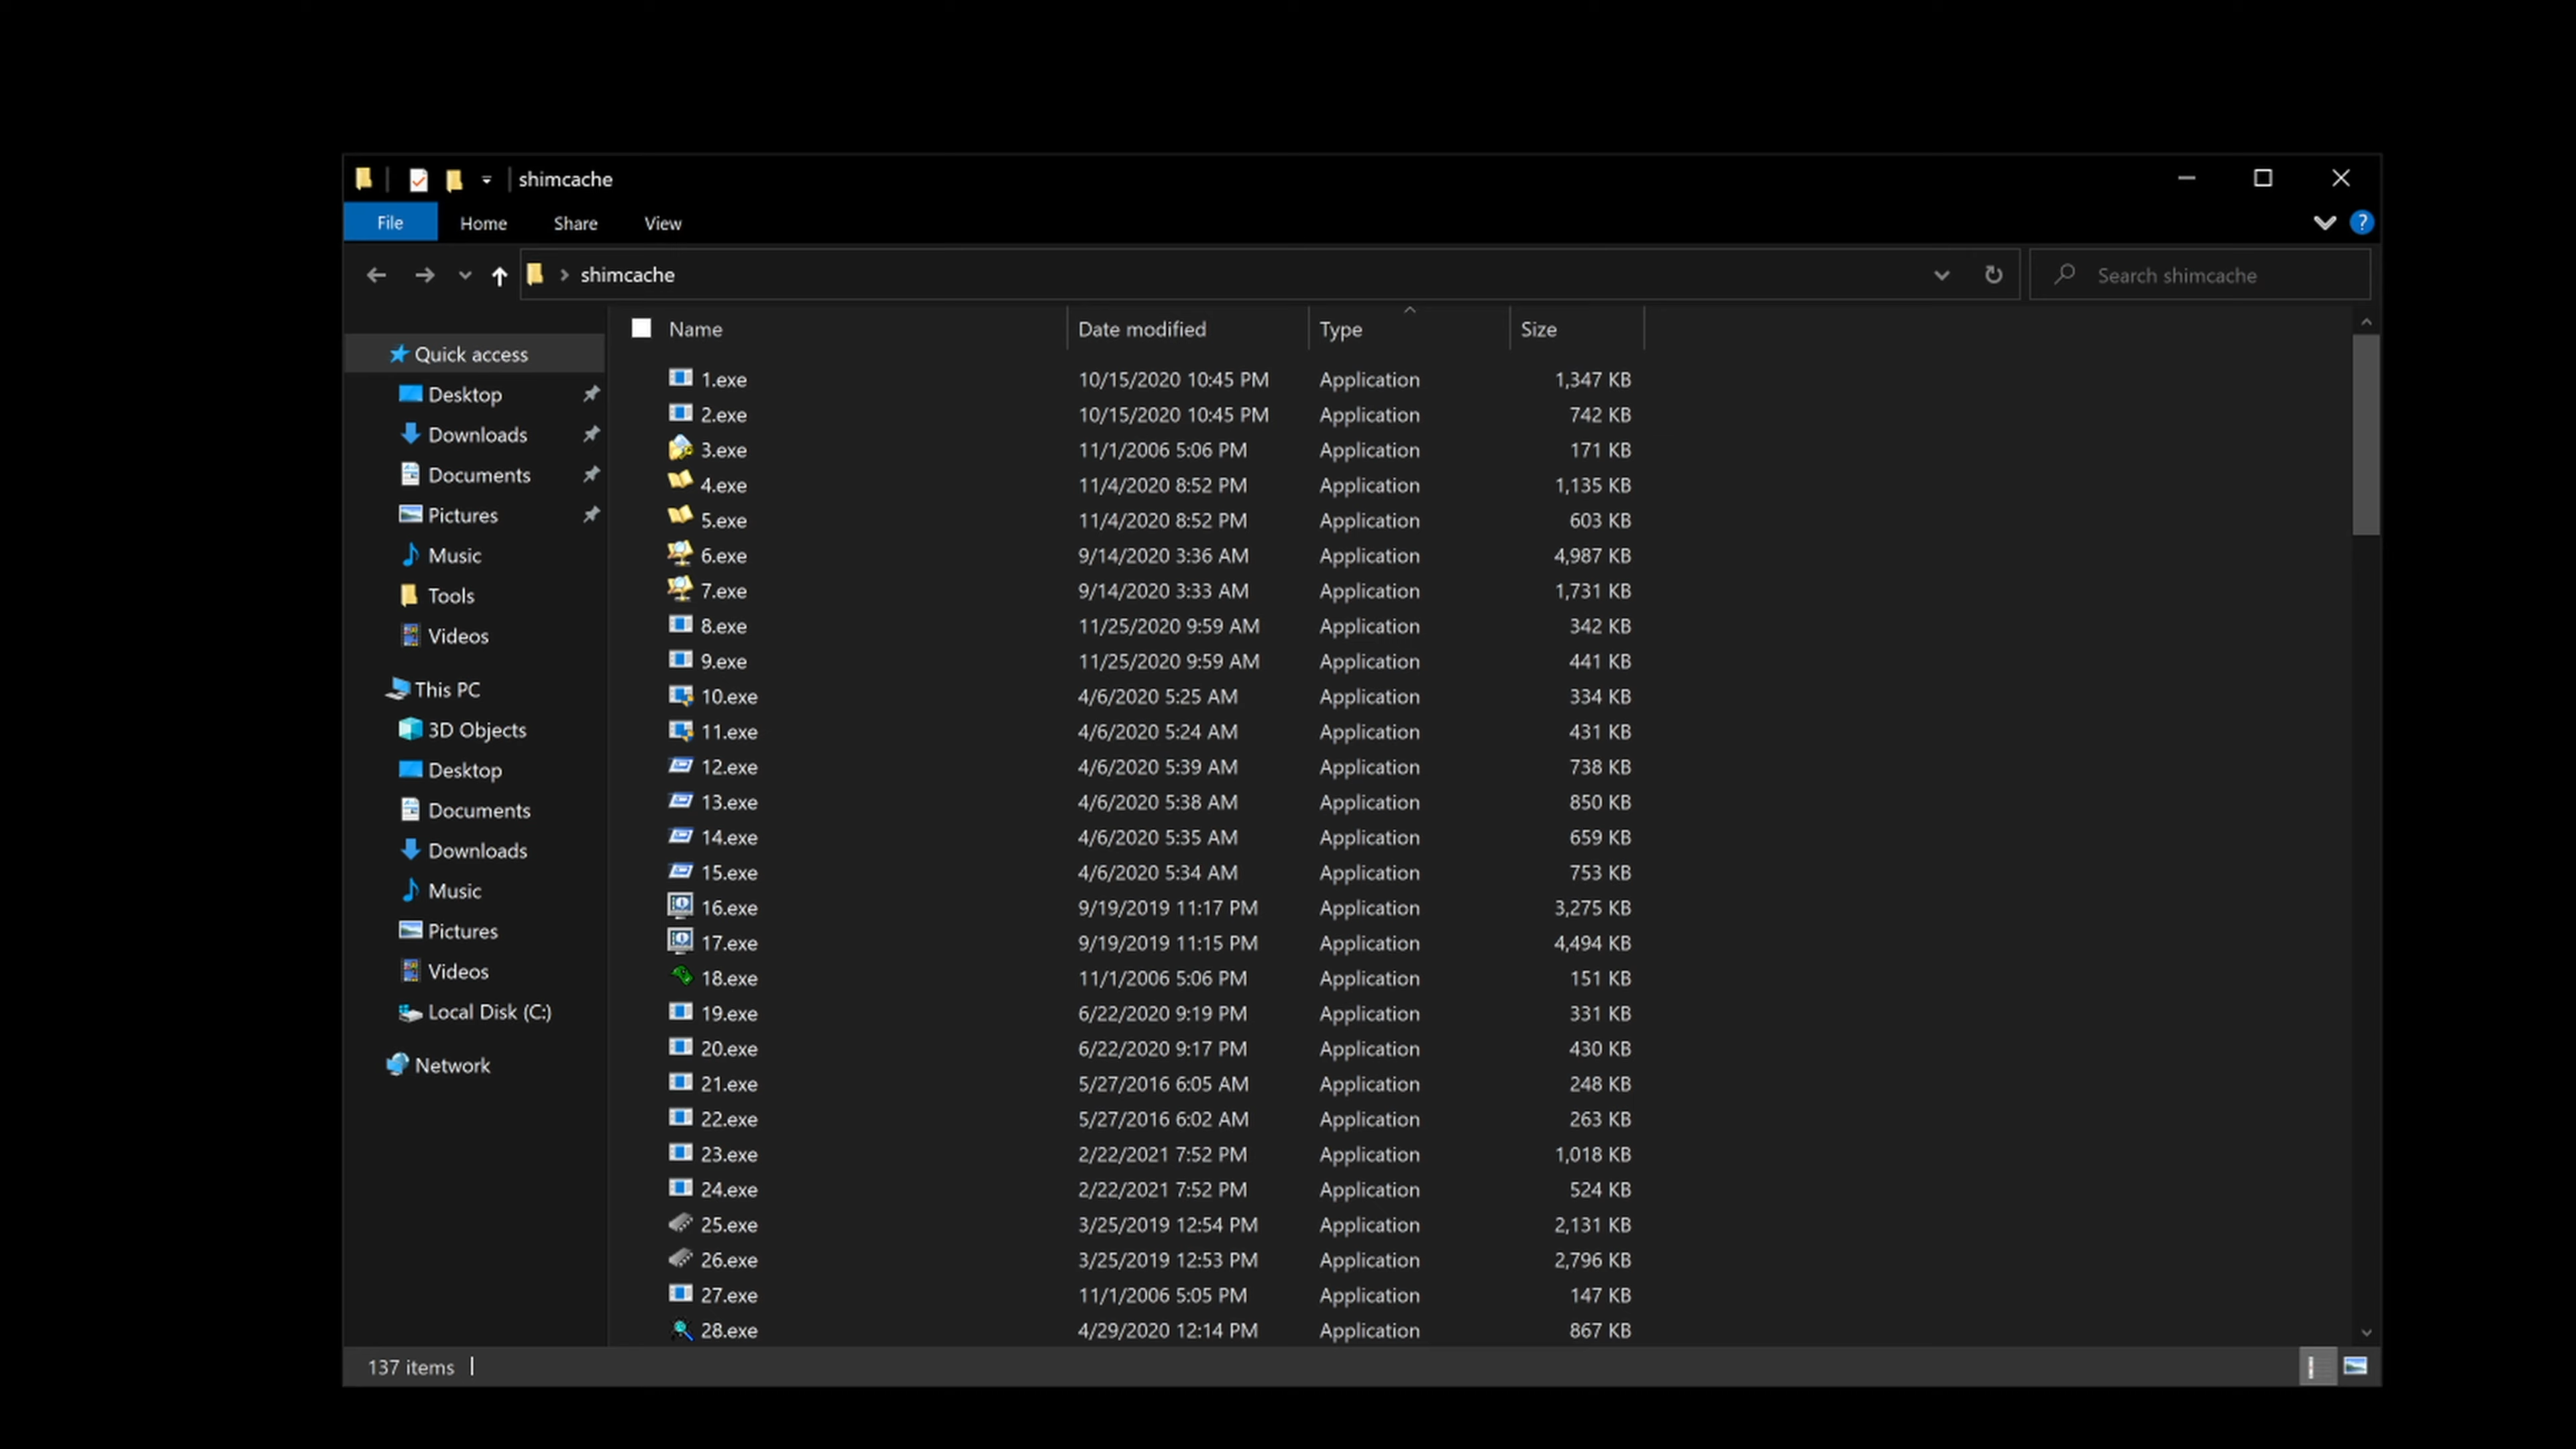 shimcache
File Home Share View
?
shimcache
Search shimcache
Name Date modified Type Size
Quick access
Desktop
Downloads
Documents
Pictures
Music
Tools
Videos
This PC
3D Objects
Desktop
Documents
Downloads
Music
Pictures
Videos
Local Disk (C:)
Network
1.exe 10/15/2020 10:45 PM Application 1,347 KB
2.exe 10/15/2020 10:45 PM Application 742 KB
3.exe 11/1/2006 5:06 PM Application 171 KB
4.exe 11/4/2020 8:52 PM Application 1,135 KB
5.exe 11/4/2020 8:52 PM Application 603 KB
6.exe 9/14/2020 3:36 AM Application 4,987 KB
7.exe 9/14/2020 3:33 AM Application 1,731 KB
8.exe 11/25/2020 9:59 AM Application 342 KB
9.exe 11/25/2020 9:59 AM Application 441 KB
10.exe 4/6/2020 5:25 AM Application 334 KB
11.exe 4/6/2020 5:24 AM Application 431 KB
12.exe 4/6/2020 5:39 AM Application 738 KB
13.exe 4/6/2020 5:38 AM Application 850 KB
14.exe 4/6/2020 5:35 AM Application 659 KB
15.exe 4/6/2020 5:34 AM Application 753 KB
16.exe 9/19/2019 11:17 PM Application 3,275 KB
17.exe 9/19/2019 11:15 PM Application 4,494 KB
18.exe 11/1/2006 5:06 PM Application 151 KB
19.exe 6/22/2020 9:19 PM Application 331 KB
20.exe 6/22/2020 9:17 PM Application 430 KB
21.exe 5/27/2016 6:05 AM Application 248 KB
22.exe 5/27/2016 6:02 AM Application 263 KB
23.exe 2/22/2021 7:52 PM Application 1,018 KB
24.exe 2/22/2021 7:52 PM Application 524 KB
25.exe 3/25/2019 12:54 PM Application 2,131 KB
26.exe 3/25/2019 12:53 PM Application 2,796 KB
27.exe 11/1/2006 5:05 PM Application 147 KB
28.exe 4/29/2020 12:14 PM Application 867 KB
137 items